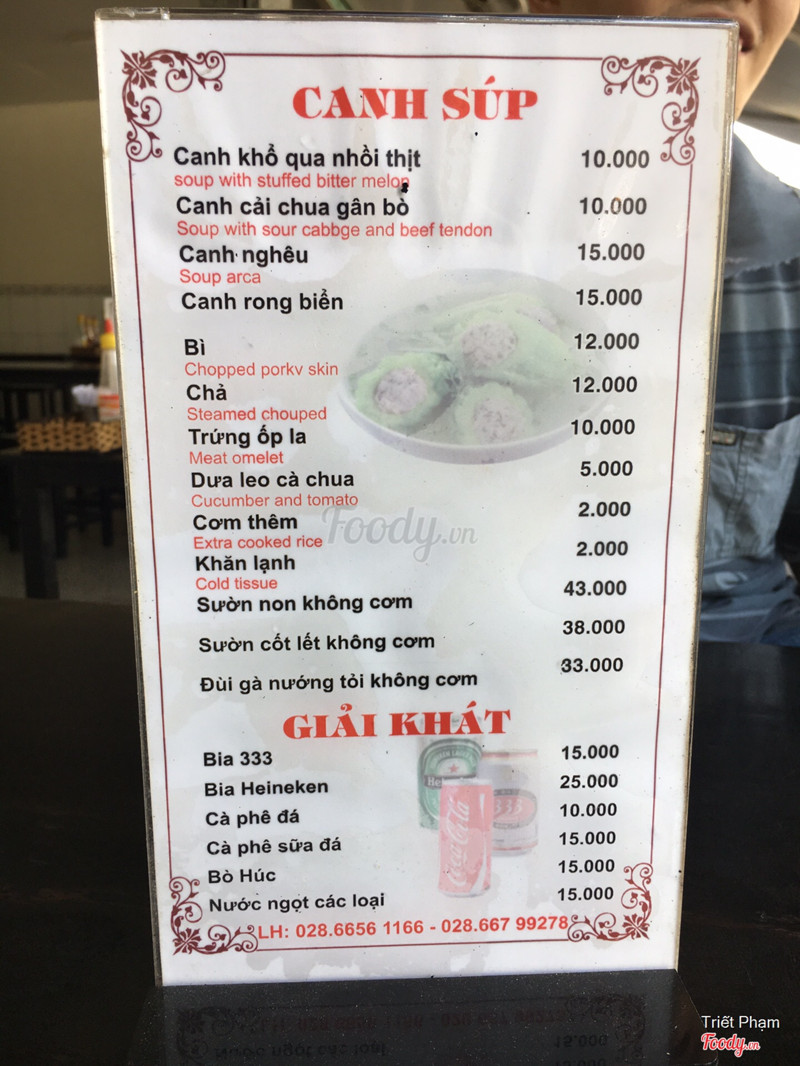 CANH SÚP
Canh khổ qua nhồi thịt 10.000
soup with stuffed bitter melon
Canh cải chua gân bò 10.000
Soup with sour cabbge and beef tendon
Canh nghêu 15.000
Soup arca
Canh rong biển 15.000
Bì 12.000
Chopped porkv skin
Chả 12.000
Steamed chouped
Trứng ốp la 10.000
Meat omelet
Dưa leo cà chua 5.000
Cucumber and tomato
Foody.vn
Cơm thêm 2.000
Extra cooked rice
Khăn lạnh 2.000
Cold tissue
Sườn non không cơm 43.000
Sườn cốt lết không cơm 38.000
Đùi gà nướng tỏi không cơm 33.000
GIẢI KHÁT
Bia 333 15.000
Bia Heineken 25.000
Cà phê đá 10.000
Cà phê sữa đá 15.000
Bò Húc 15.000
Nước ngọt các loại 15.000
Coca-Cola
333
LH: 028.6656 1166 - 028.667 99278
Triết Phạm
Foody.vn